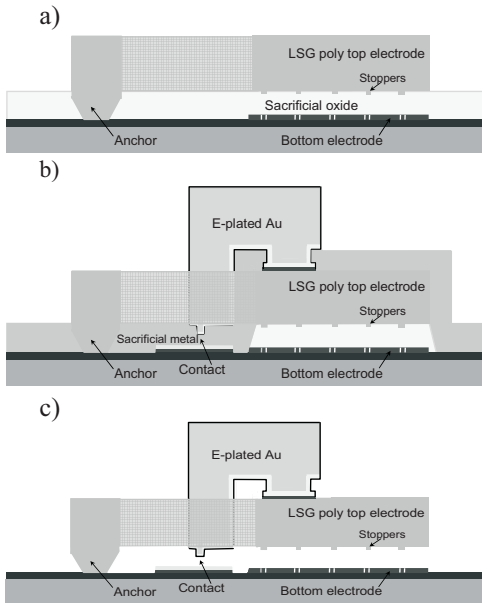 a)
LSG poly top electrode
Stoppers
Sacrificial oxide
Anchor
Bottom electrode
b)
E-plated Au
LSG poly top electrode
Stoppers
Sacrificial metal
Contact
Anchor
Bottom electrode
c)
E-plated Au
LSG poly top electrode
Stoppers
Anchor
Contact
Bottom electrode